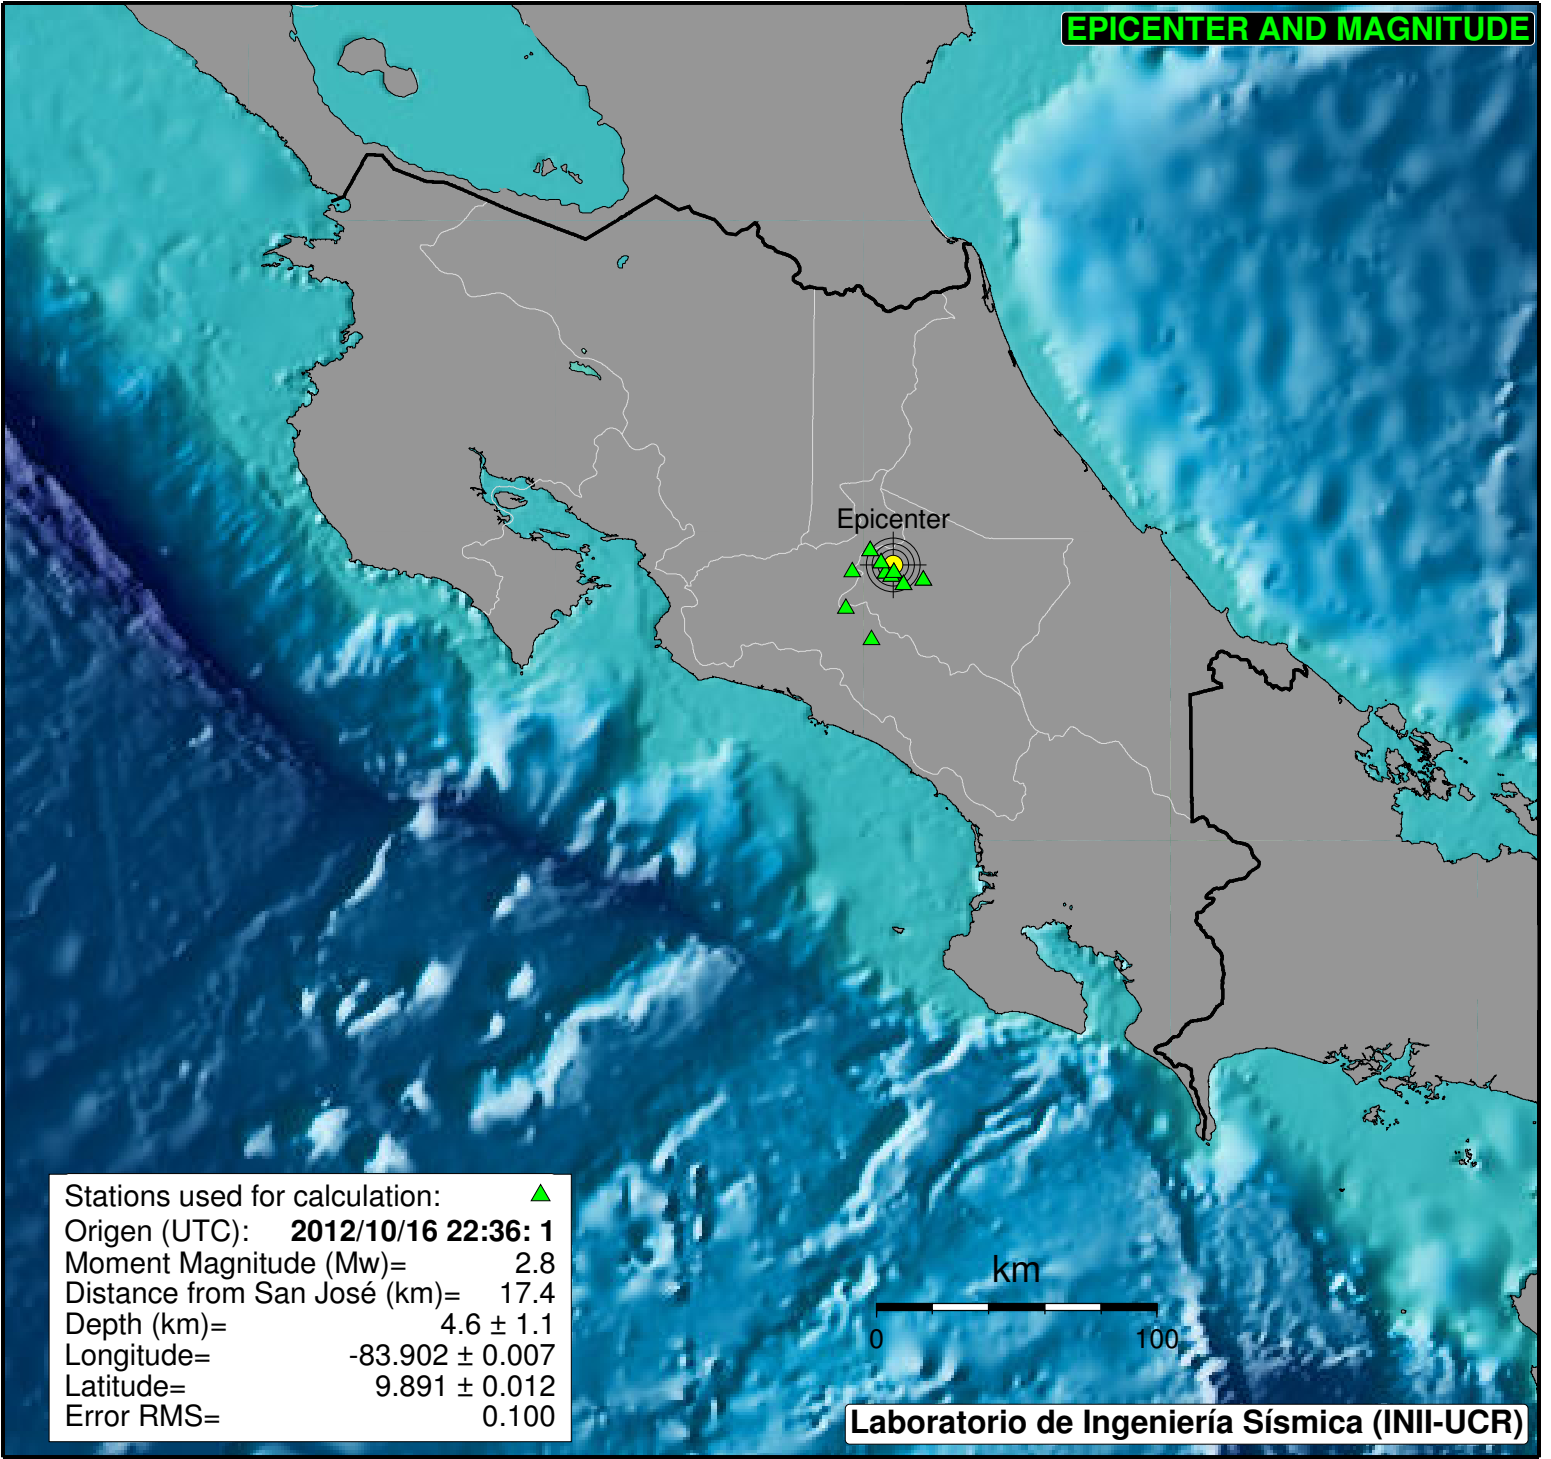 EPICENTER AND MAGNITUDE
Epicenter
Stations used for calculation:
Origen (UTC): 2012/10/16 22:36: 1
Moment Magnitude (Mw)= 2.8
Distance from San José (km)= 17.4
Depth (km)= 4.6 ± 1.1
Longitude= -83.902 ± 0.007
Latitude= 9.891 ± 0.012
Error RMS= 0.100
km
0 100
Laboratorio de Ingeniería Sísmica (INII-UCR)